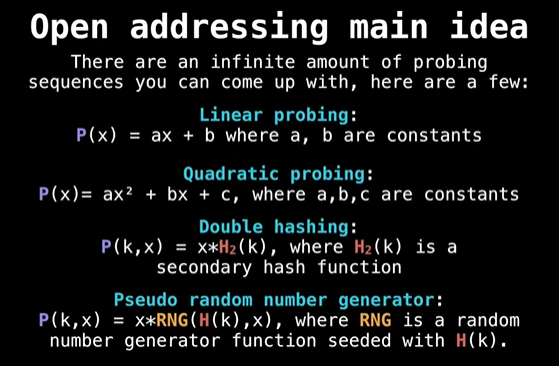 Open addressing main idea
There are an infinite amount of probing
sequences you can come up with, here are a few:
Linear probing:
P(x) = ax + b where a, b are constants
Quadratic probing:
P(x)= ax² + bx + c, where a,b,c are constants
Double hashing:
P(k,x) = x*H₂(k), where H₂(k) is a
secondary hash function
Pseudo random number generator:
P(k,x) = x*RNG(H(k),x), where RNG is a random
number generator function seeded with H(k).